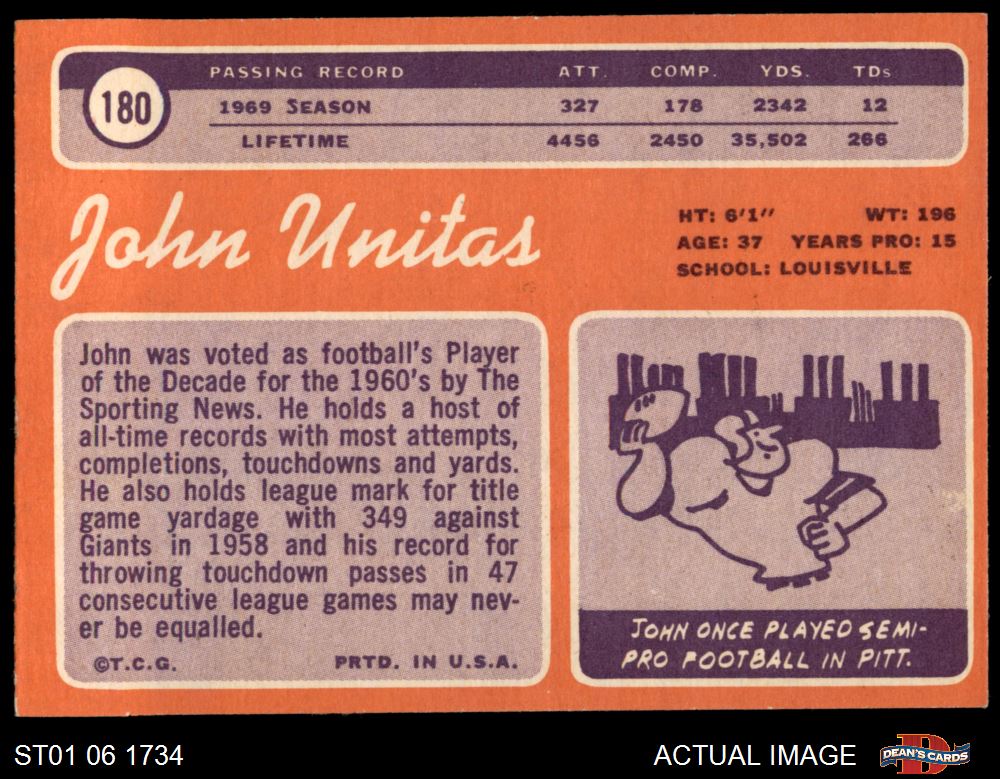 180
PASSING RECORD ATT. COMP. YDS. TDs
1969 SEASON 327 178 2342 12
LIFETIME 4456 2450 35,502 266
John Unitas
HT: 6'1" WT: 196
AGE: 37 YEARS PRO: 15
SCHOOL: LOUISVILLE
John was voted as football's Player
of the Decade for the 1960's by The
Sporting News. He holds a host of
all-time records with most attempts,
completions, touchdowns and yards.
He also holds league mark for title
game yardage with 349 against
Giants in 1958 and his record for
throwing touchdown passes in 47
consecutive league games may nev-
er be equalled.
©T.C.G. PRTD. IN U.S.A.
JOHN ONCE PLAYED SEMI-
PRO FOOTBALL IN PITT.
ST01 06 1734
ACTUAL IMAGE
D
DEAN'S CARDS